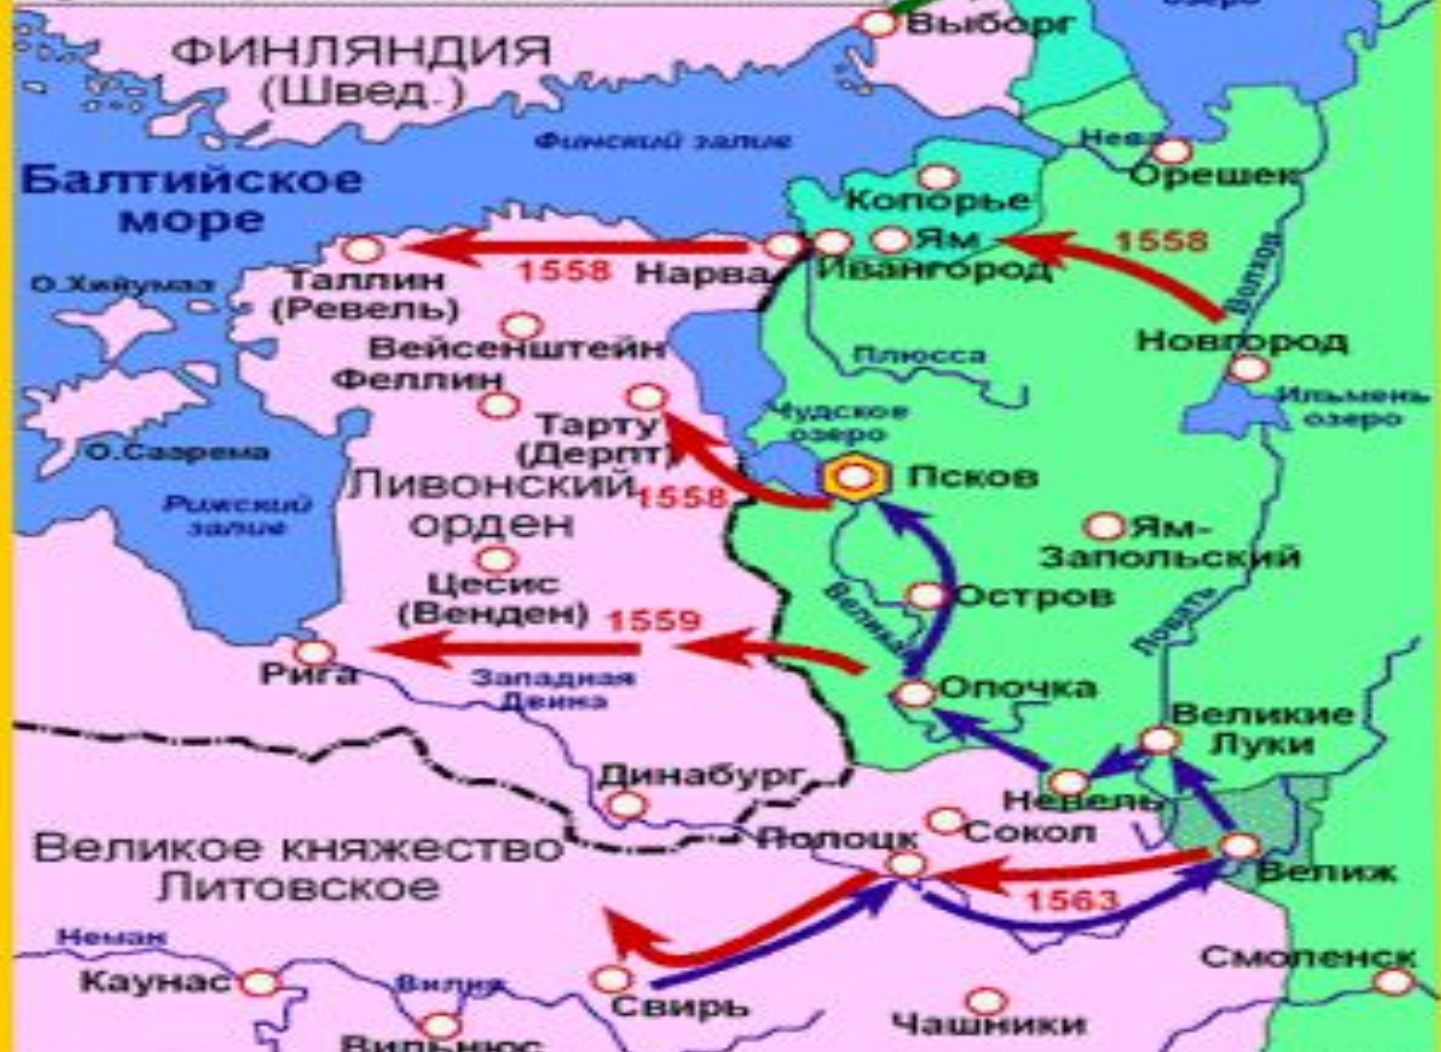 озеро
Выборг
ФИНЛЯНДИЯ
(Швед.)
Финский залив
Нева
Орешек
Балтийское
море
Копорье
Ям
1558
Ивангород
Нарва
1558
Таллин
(Ревель)
О.Хийумаа
Волхов
Новгород
Вейсенштейн
Плюсса
Феллин
Ильмень
озеро
Чудское
озеро
Тарту
(Дерпт)
О.Саарема
Псков
Ливонский
орден
1558
Рижский
залив
Ям-
Запольский
Цесис
(Венден)
Остров
Великая
Ловать
1559
Рига
Западная
Двина
Опочка
Великие
Луки
Динабург
Невель
Сокол
Полоцк
Великое княжество
Литовское
Велиж
1563
Неман
Смоленск
Каунас
Вилия
Свирь
Чашники
Вильнюс